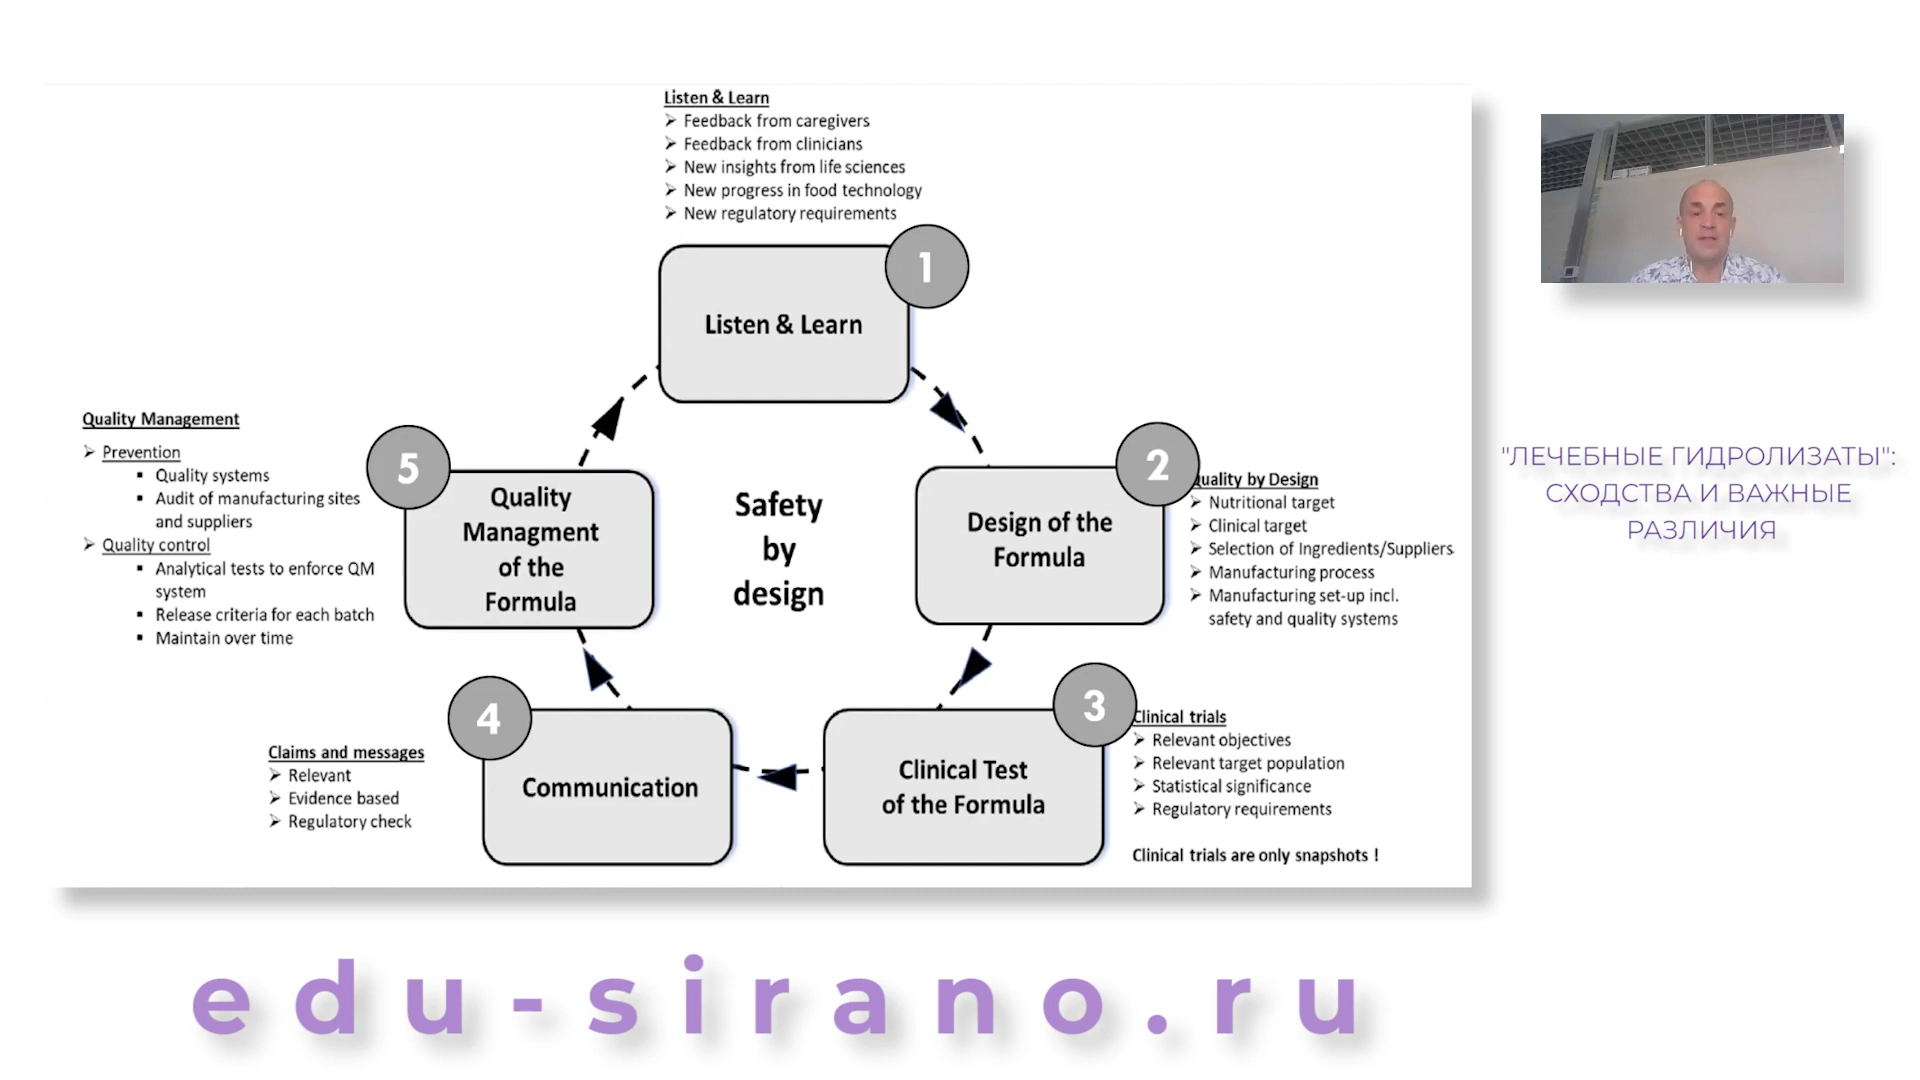 Listen & Learn
➢ Feedback from caregivers
➢ Feedback from clinicians
➢ New insights from life sciences
➢ New progress in food technology
➢ New regulatory requirements
1
Listen & Learn
2
Design of the
Formula
Quality by Design
➢ Nutritional target
➢ Clinical target
➢ Selection of Ingredients/Suppliers
➢ Manufacturing process
➢ Manufacturing set-up incl.
safety and quality systems
3
Clinical Test
of the Formula
Clinical trials
➢ Relevant objectives
➢ Relevant target population
➢ Statistical significance
➢ Regulatory requirements
Clinical trials are only snapshots !
4
Communication
Claims and messages
➢ Relevant
➢ Evidence based
➢ Regulatory check
5
Quality
Managment
of the
Formula
Quality Management
➢ Prevention
▪ Quality systems
▪ Audit of manufacturing sites
and suppliers
➢ Quality control
▪ Analytical tests to enforce QM
system
▪ Release criteria for each batch
▪ Maintain over time
Safety
by
design
"ЛЕЧЕБНЫЕ ГИДРОЛИЗАТЫ":
СХОДСТВА И ВАЖНЫЕ
РАЗЛИЧИЯ
edu-sirano.ru